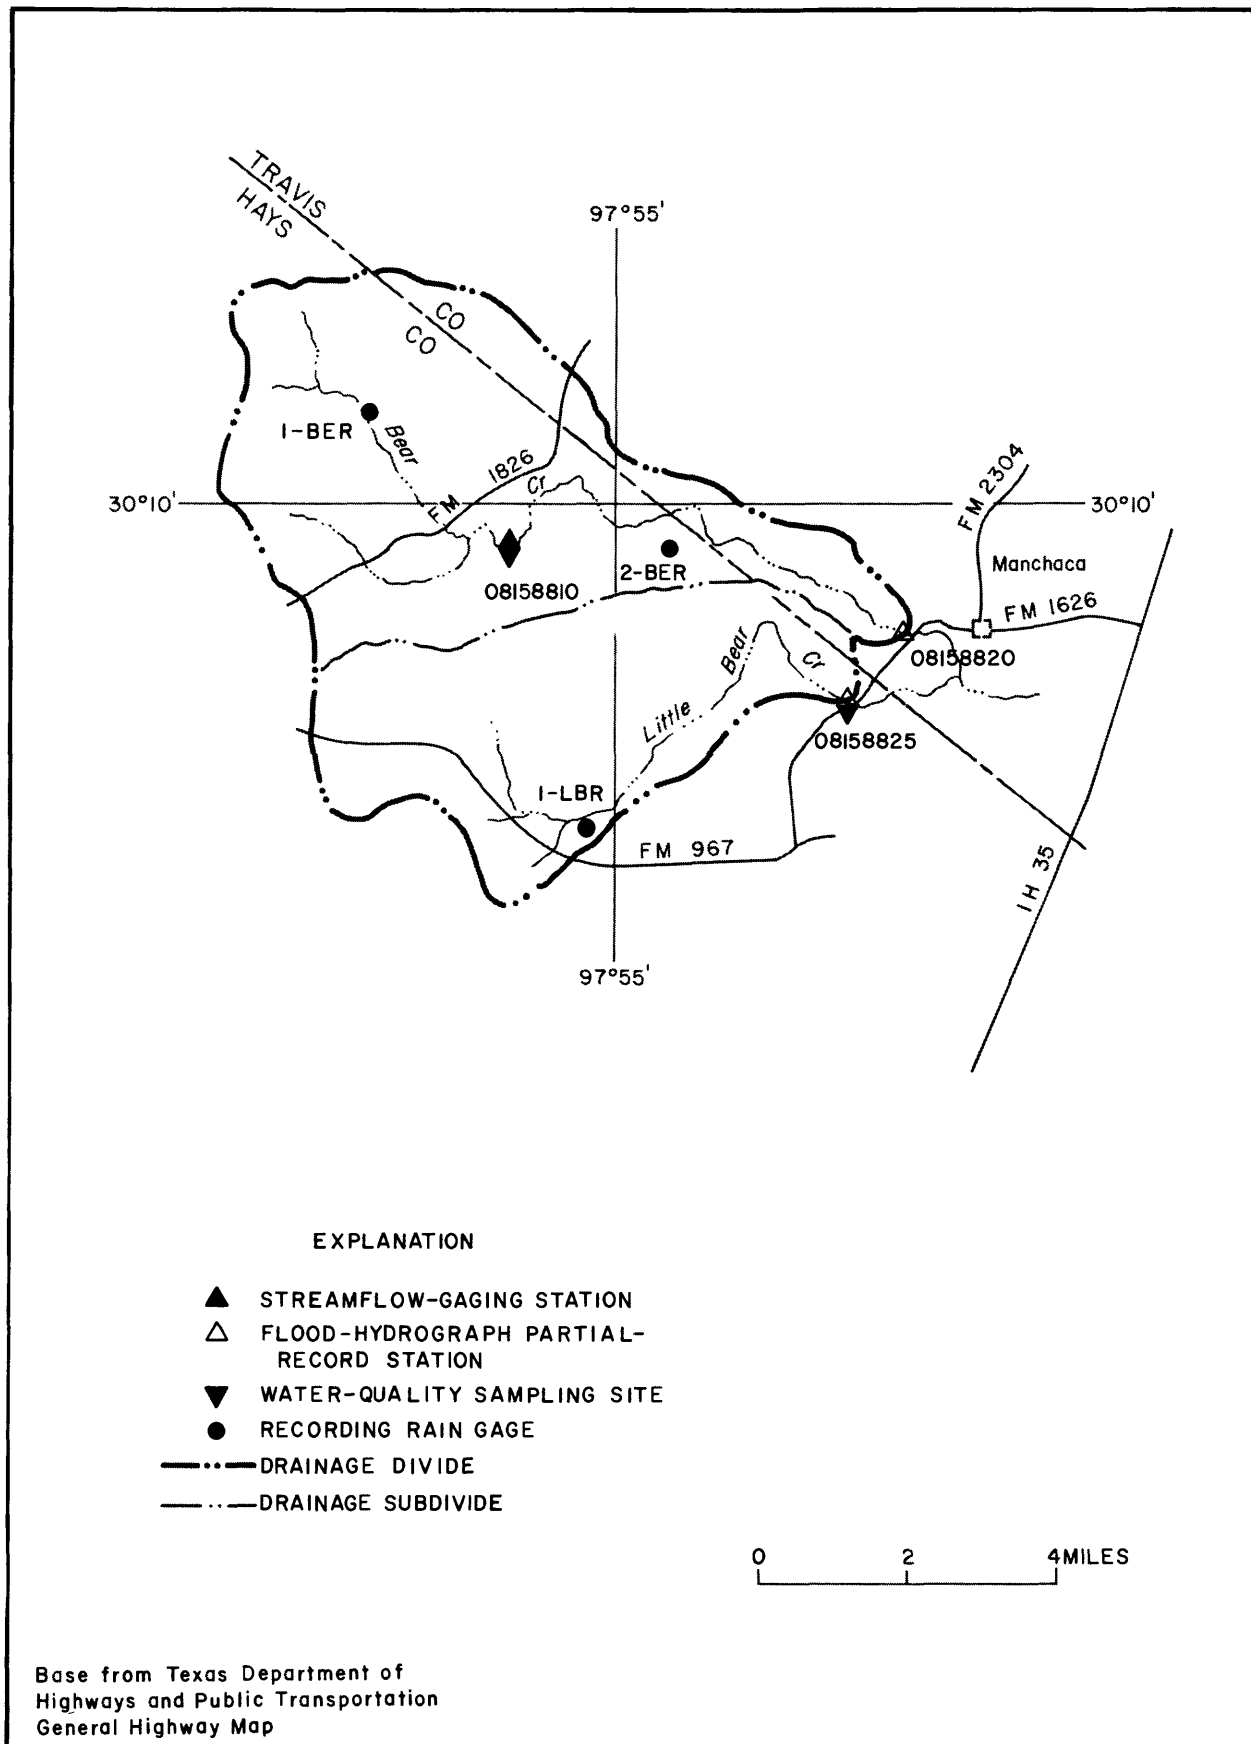 TRAVIS
HAYS
97°55'
CO
CO
1-BER
Bear
FM 1826
Cr
30°10'
30°10'
FM 2304
Manchaca
2-BER
08158810
FM 1626
Bear
Cr
08158820
Little
08158825
1-LBR
FM 967
IH 35
97°55'
EXPLANATION
STREAMFLOW-GAGING STATION
FLOOD-HYDROGRAPH PARTIAL-
RECORD STATION
WATER-QUALITY SAMPLING SITE
RECORDING RAIN GAGE
DRAINAGE DIVIDE
DRAINAGE SUBDIVIDE
0 2 4 MILES
Base from Texas Department of
Highways and Public Transportation
General Highway Map